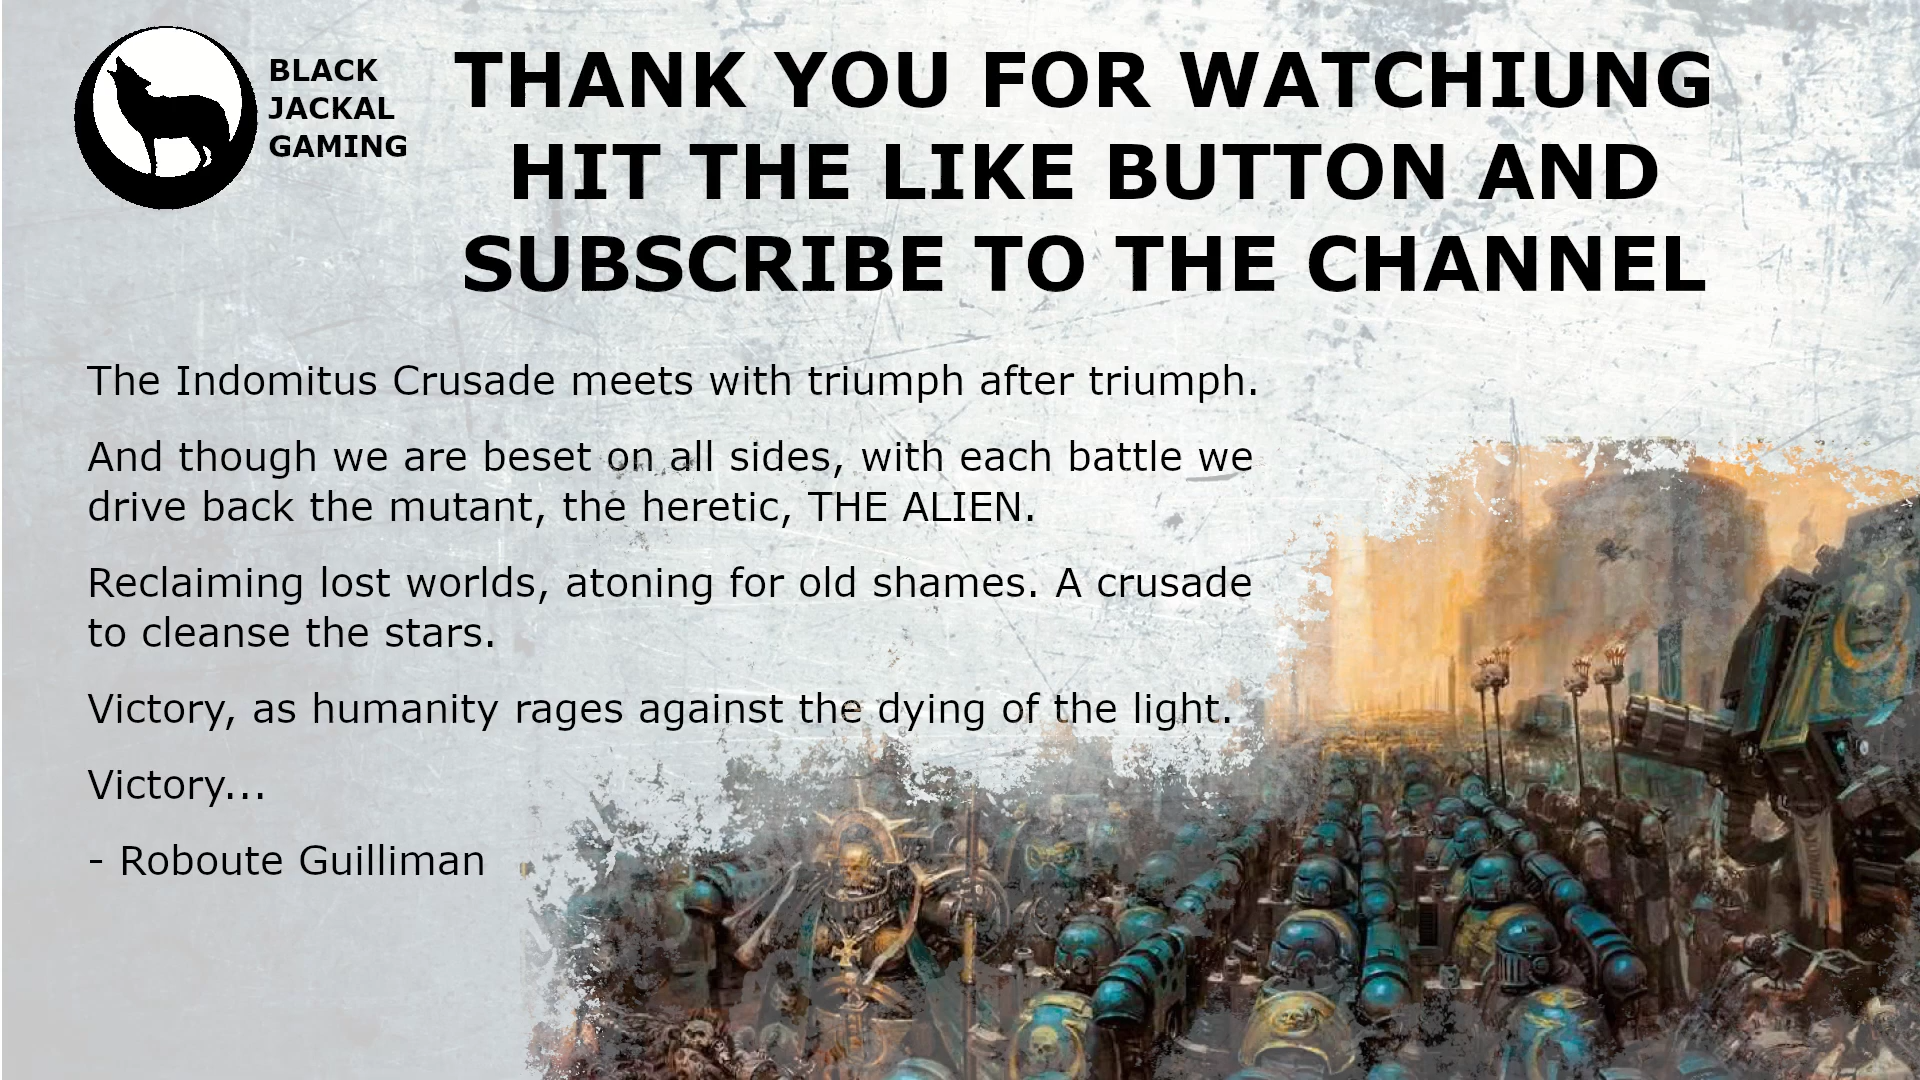 BLACK
JACKAL
GAMING
THANK YOU FOR WATCHIUNG
HIT THE LIKE BUTTON AND
SUBSCRIBE TO THE CHANNEL
The Indomitus Crusade meets with triumph after triumph.
And though we are beset on all sides, with each battle we
drive back the mutant, the heretic, THE ALIEN.
Reclaiming lost worlds, atoning for old shames. A crusade
to cleanse the stars.
Victory, as humanity rages against the dying of the light.
Victory...
- Roboute Guilliman